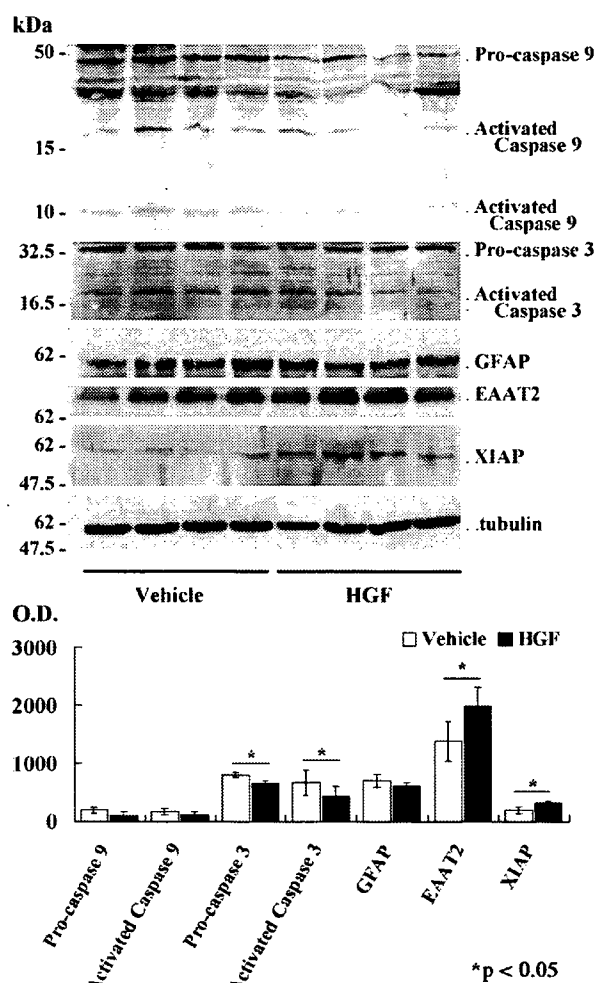 kDa
50 - . Pro-caspase 9
. Activated
Caspase 9
15 -
10 - . Activated
Caspase 9
32.5 - . Pro-caspase 3
16.5 - . Activated
Caspase 3
62 - . GFAP
. EAAT2
62 -
62 - . XIAP
47.5 -
62 - . .tubulin
47.5 -
Vehicle HGF
O.D.
3000
2000
1000
0
Vehicle HGF
* * * *
Pro-caspase 9
Activated Caspase 9
Pro-caspase 3
Activated Caspase 3
GFAP
EAAT2
XIAP
*p < 0.05